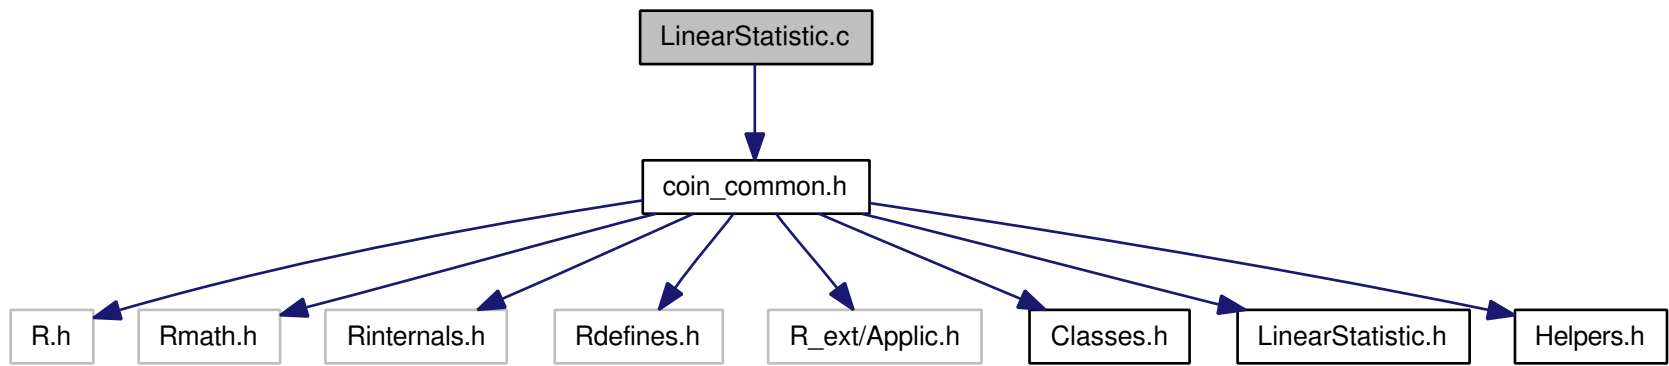 LinearStatistic.c
coin_common.h
R.h
Rmath.h
Rinternals.h
Rdefines.h
R_ext/Applic.h
Classes.h
LinearStatistic.h
Helpers.h